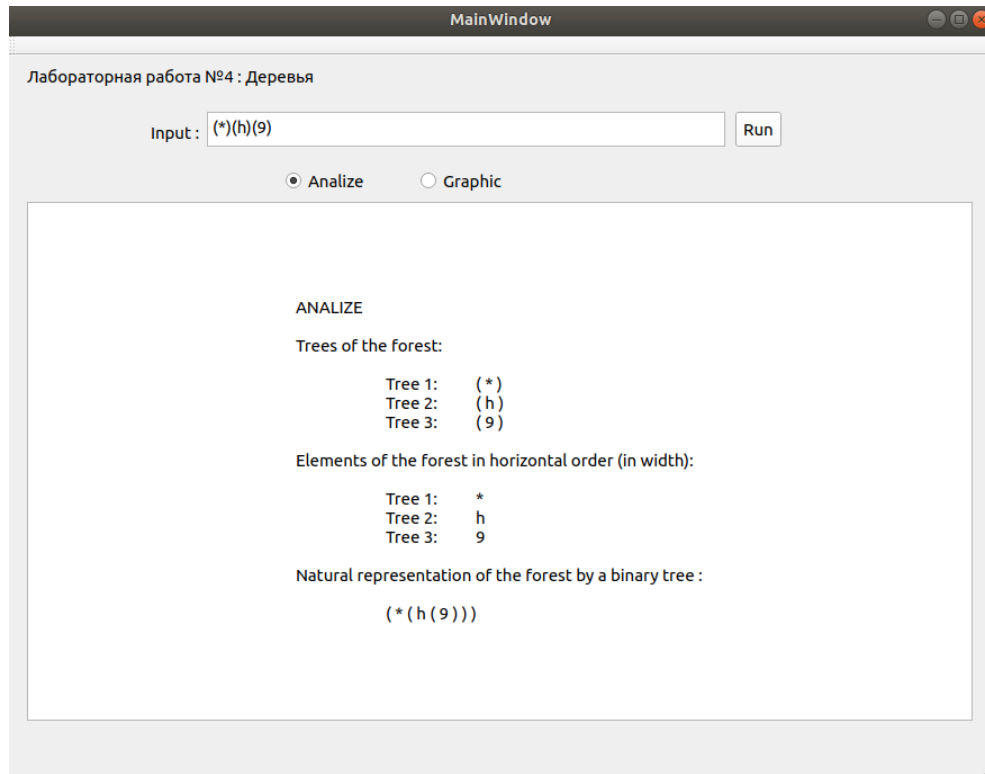 MainWindow
Лабораторная работа №4 : Деревья
Input : (*)(h)(9) Run
Analize Graphic
ANALIZE
Trees of the forest:
Tree 1: ( * )
Tree 2: ( h )
Tree 3: ( 9 )
Elements of the forest in horizontal order (in width):
Tree 1: *
Tree 2: h
Tree 3: 9
Natural representation of the forest by a binary tree :
( * ( h ( 9 ) ) )